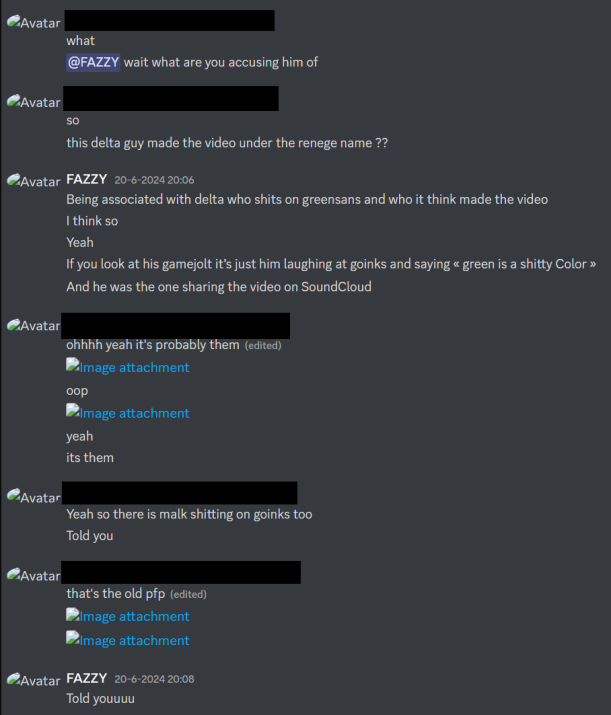 Avatar
what
@FAZZY wait what are you accusing him of
Avatar
so
this delta guy made the video under the renege name ??
Avatar FAZZY 20-6-2024 20:06
Being associated with delta who shits on greensans and who it think made the video
I think so
Yeah
If you look at his gamejolt it's just him laughing at goinks and saying « green is a shitty Color »
And he was the one sharing the video on SoundCloud
Avatar
ohhhh yeah it's probably them (edited)
Image attachment
oop
Image attachment
yeah
its them
Avatar
Yeah so there is malk shitting on goinks too
Told you
Avatar
that's the old pfp (edited)
Image attachment
Image attachment
Avatar FAZZY 20-6-2024 20:08
Told youuuu